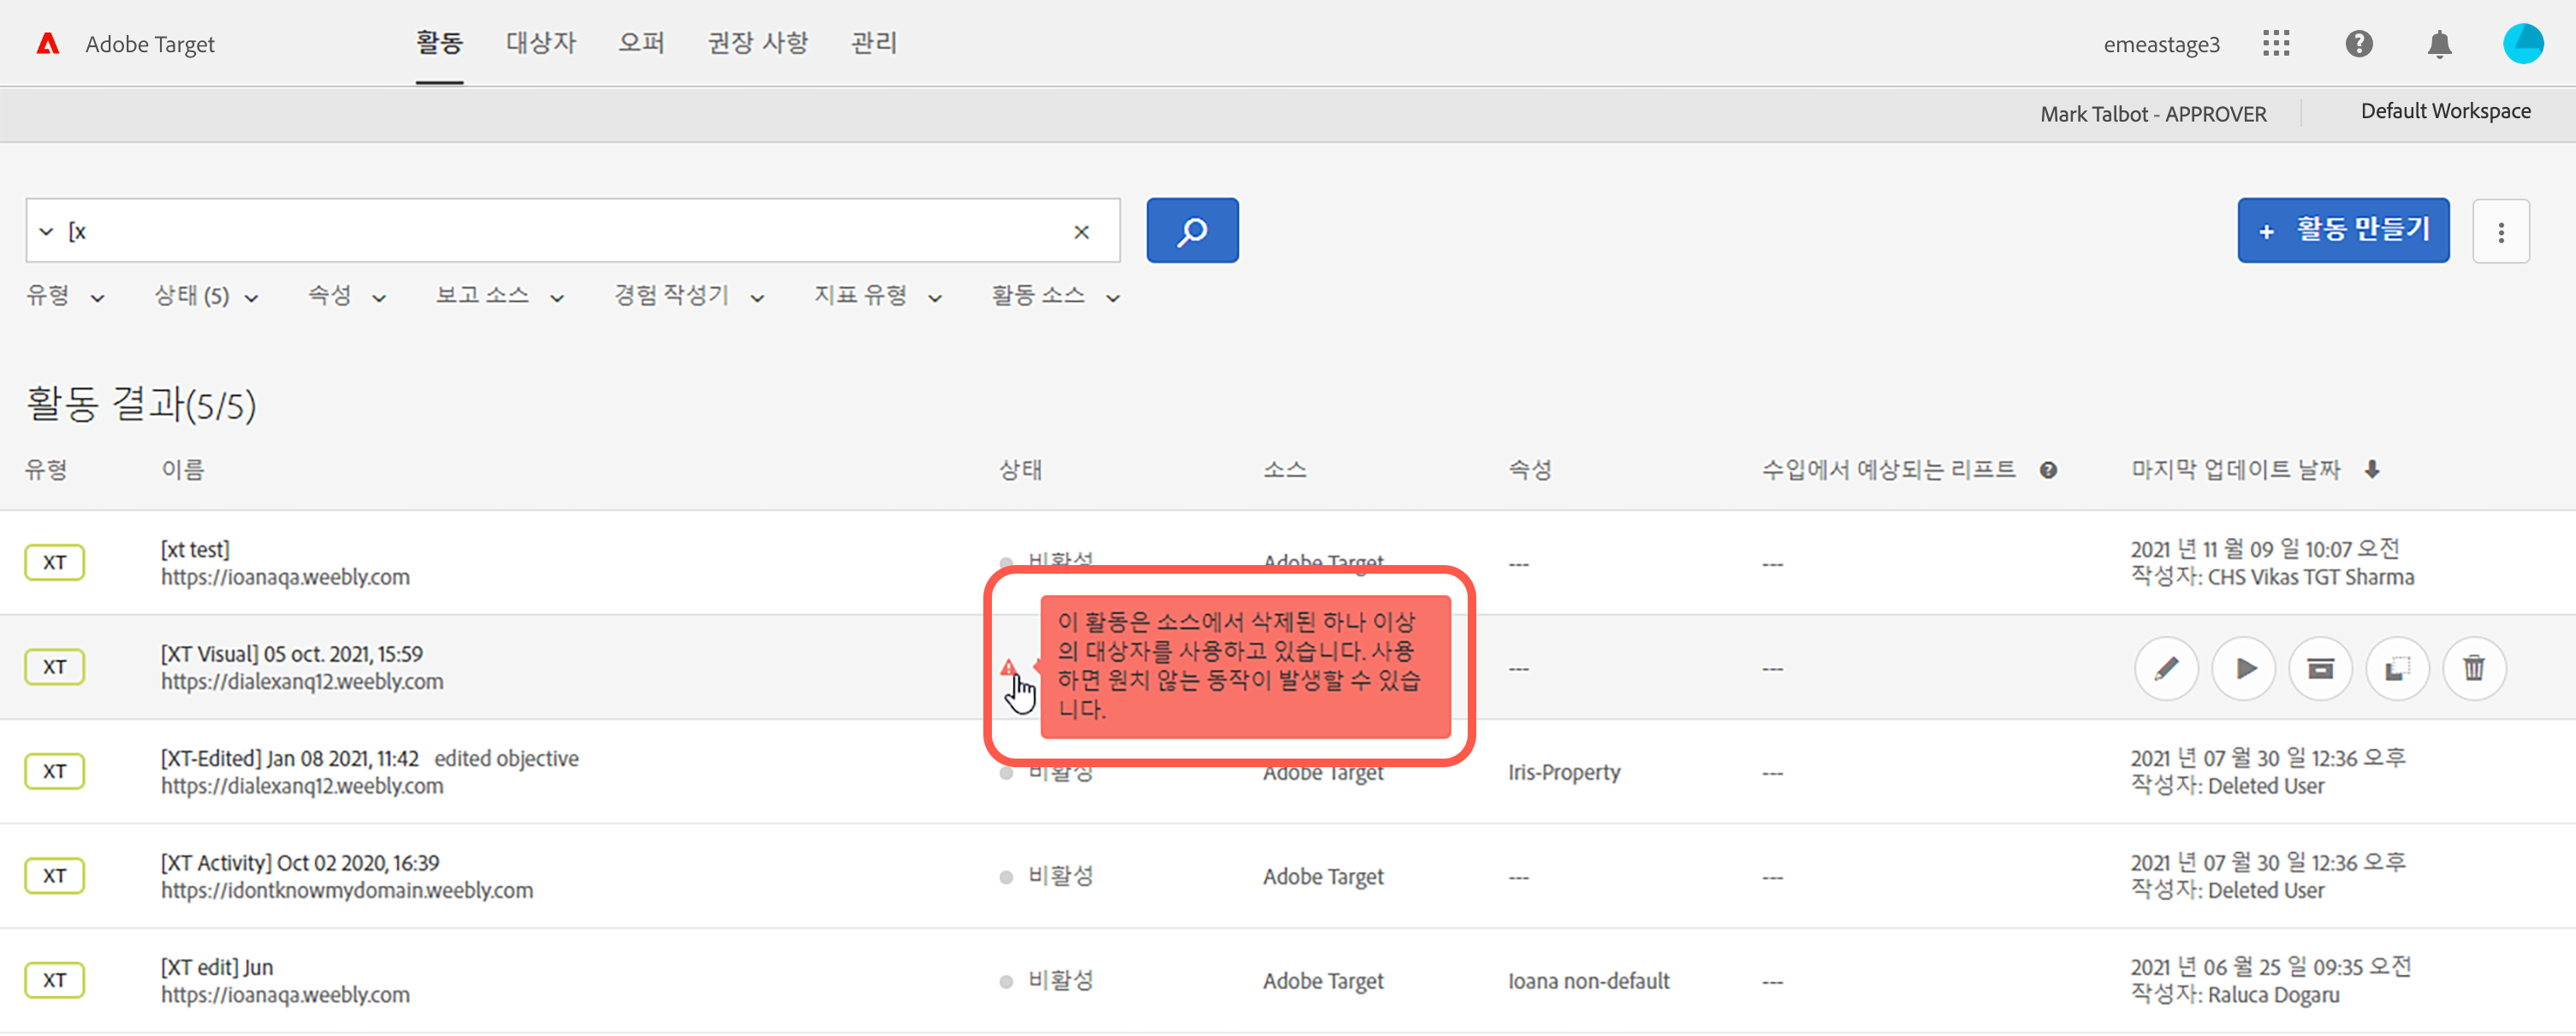 Adobe Target
활동 대상자 오퍼 권장 사항 관리
emeastage3
Mark Talbot - APPROVER
Default Workspace
[x
+ 활동 만들기
유형 상태 (5) 속성 보고 소스 경험 작성기 지표 유형 활동 소스
활동 결과(5/5)
유형 이름 상태 소스 속성 수입에서 예상되는 리프트 마지막 업데이트 날짜
XT
[xt test]
https://ioanaqa.weebly.com
비활성
Adobe Target
---
---
2021 년 11 월 09 일 10:07 오전
작성자: CHS Vikas TGT Sharma
XT
[XT Visual] 05 oct. 2021, 15:59
https://dialexanq12.weebly.com
이 활동은 소스에서 삭제된 하나 이상
의 대상자를 사용하고 있습니다. 사용
하면 원치 않는 동작이 발생할 수 있습
니다.
---
---
XT
[XT-Edited] Jan 08 2021, 11:42 edited objective
https://dialexanq12.weebly.com
비활성
Adobe Target
Iris-Property
---
2021 년 07 월 30 일 12:36 오후
작성자: Deleted User
XT
[XT Activity] Oct 02 2020, 16:39
https://idontknowmydomain.weebly.com
비활성
Adobe Target
---
---
2021 년 07 월 30 일 12:36 오후
작성자: Deleted User
XT
[XT edit] Jun
https://ioanaqa.weebly.com
비활성
Adobe Target
Ioana non-default
---
2021 년 06 월 25 일 09:35 오전
작성자: Raluca Dogaru